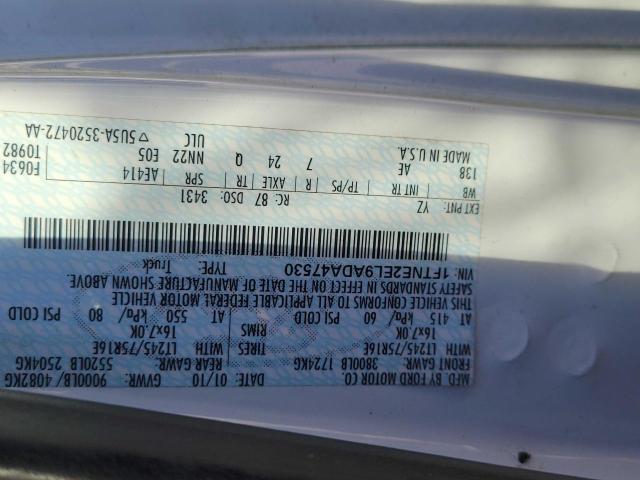 MFD. BY FORD MOTOR CO.
DATE: 01/10 GVWR: 9000LB/ 4082KG
FRONT GAWR: 3800LB 1724KG REAR GAWR: 5520LB 2504KG
WITH LT245/75R16E TIRES WITH LT245/75R16E
16x7.0K RIMS 16x7.0K
AT 415 kPa/ 60 PSI COLD AT 550 kPa/ 80 PSI COLD
THIS VEHICLE CONFORMS TO ALL APPLICABLE FEDERAL MOTOR VEHICLE
SAFETY STANDARDS IN EFFECT ON THE DATE OF MANUFACTURE SHOWN ABOVE.
VIN: 1FTNE2EL9ADA47530 TYPE: Truck
F0634
T0982
EXT PNT: YZ RC: 87 DSO: 3431
WB INT TR TP/PS R AXLE TR SPR AE414
138 AE 7 24 Q NN22 E05
MADE IN U.S.A. ULC ▽5U5A-3520472-AA